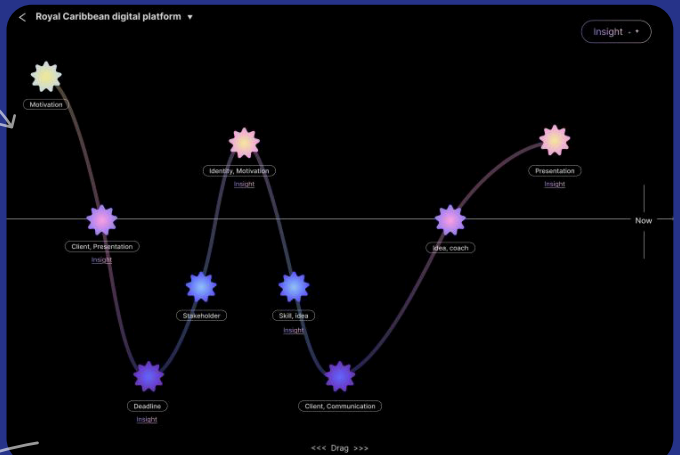 Royal Caribbean digital platform
Insight - *
Motivation
Identity, Motivation
Insight
Presentation
Insight
Now
Client, Presentation
Insight
Idea, coach
Stakeholder
Skill, idea
Insight
Deadline
Insight
Client, Communication
<<< Drag >>>